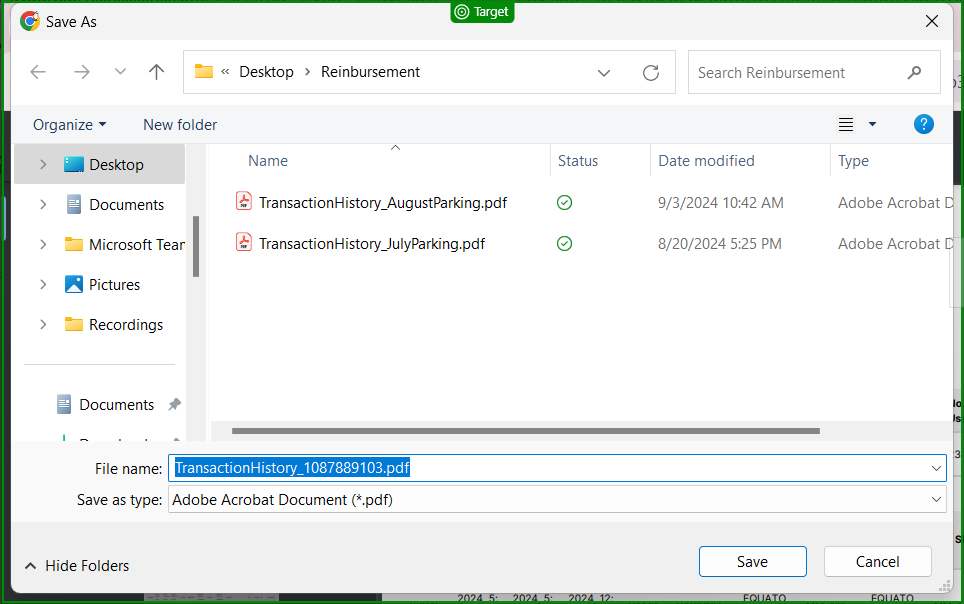 Target
Save As
« Desktop > Reinbursement
Search Reinbursement
Organize New folder
?
Name Status Date modified Type
Desktop
Documents
Microsoft Tear
Pictures
Recordings
Documents
TransactionHistory_AugustParking.pdf 9/3/2024 10:42 AM Adobe Acrobat D
TransactionHistory_JulyParking.pdf 8/20/2024 5:25 PM Adobe Acrobat D
File name: TransactionHistory_1087889103.pdf
Save as type: Adobe Acrobat Document (*.pdf)
Hide Folders
Save Cancel
2024 5: 2024 5: 2024 12: EQUATO EQUATO